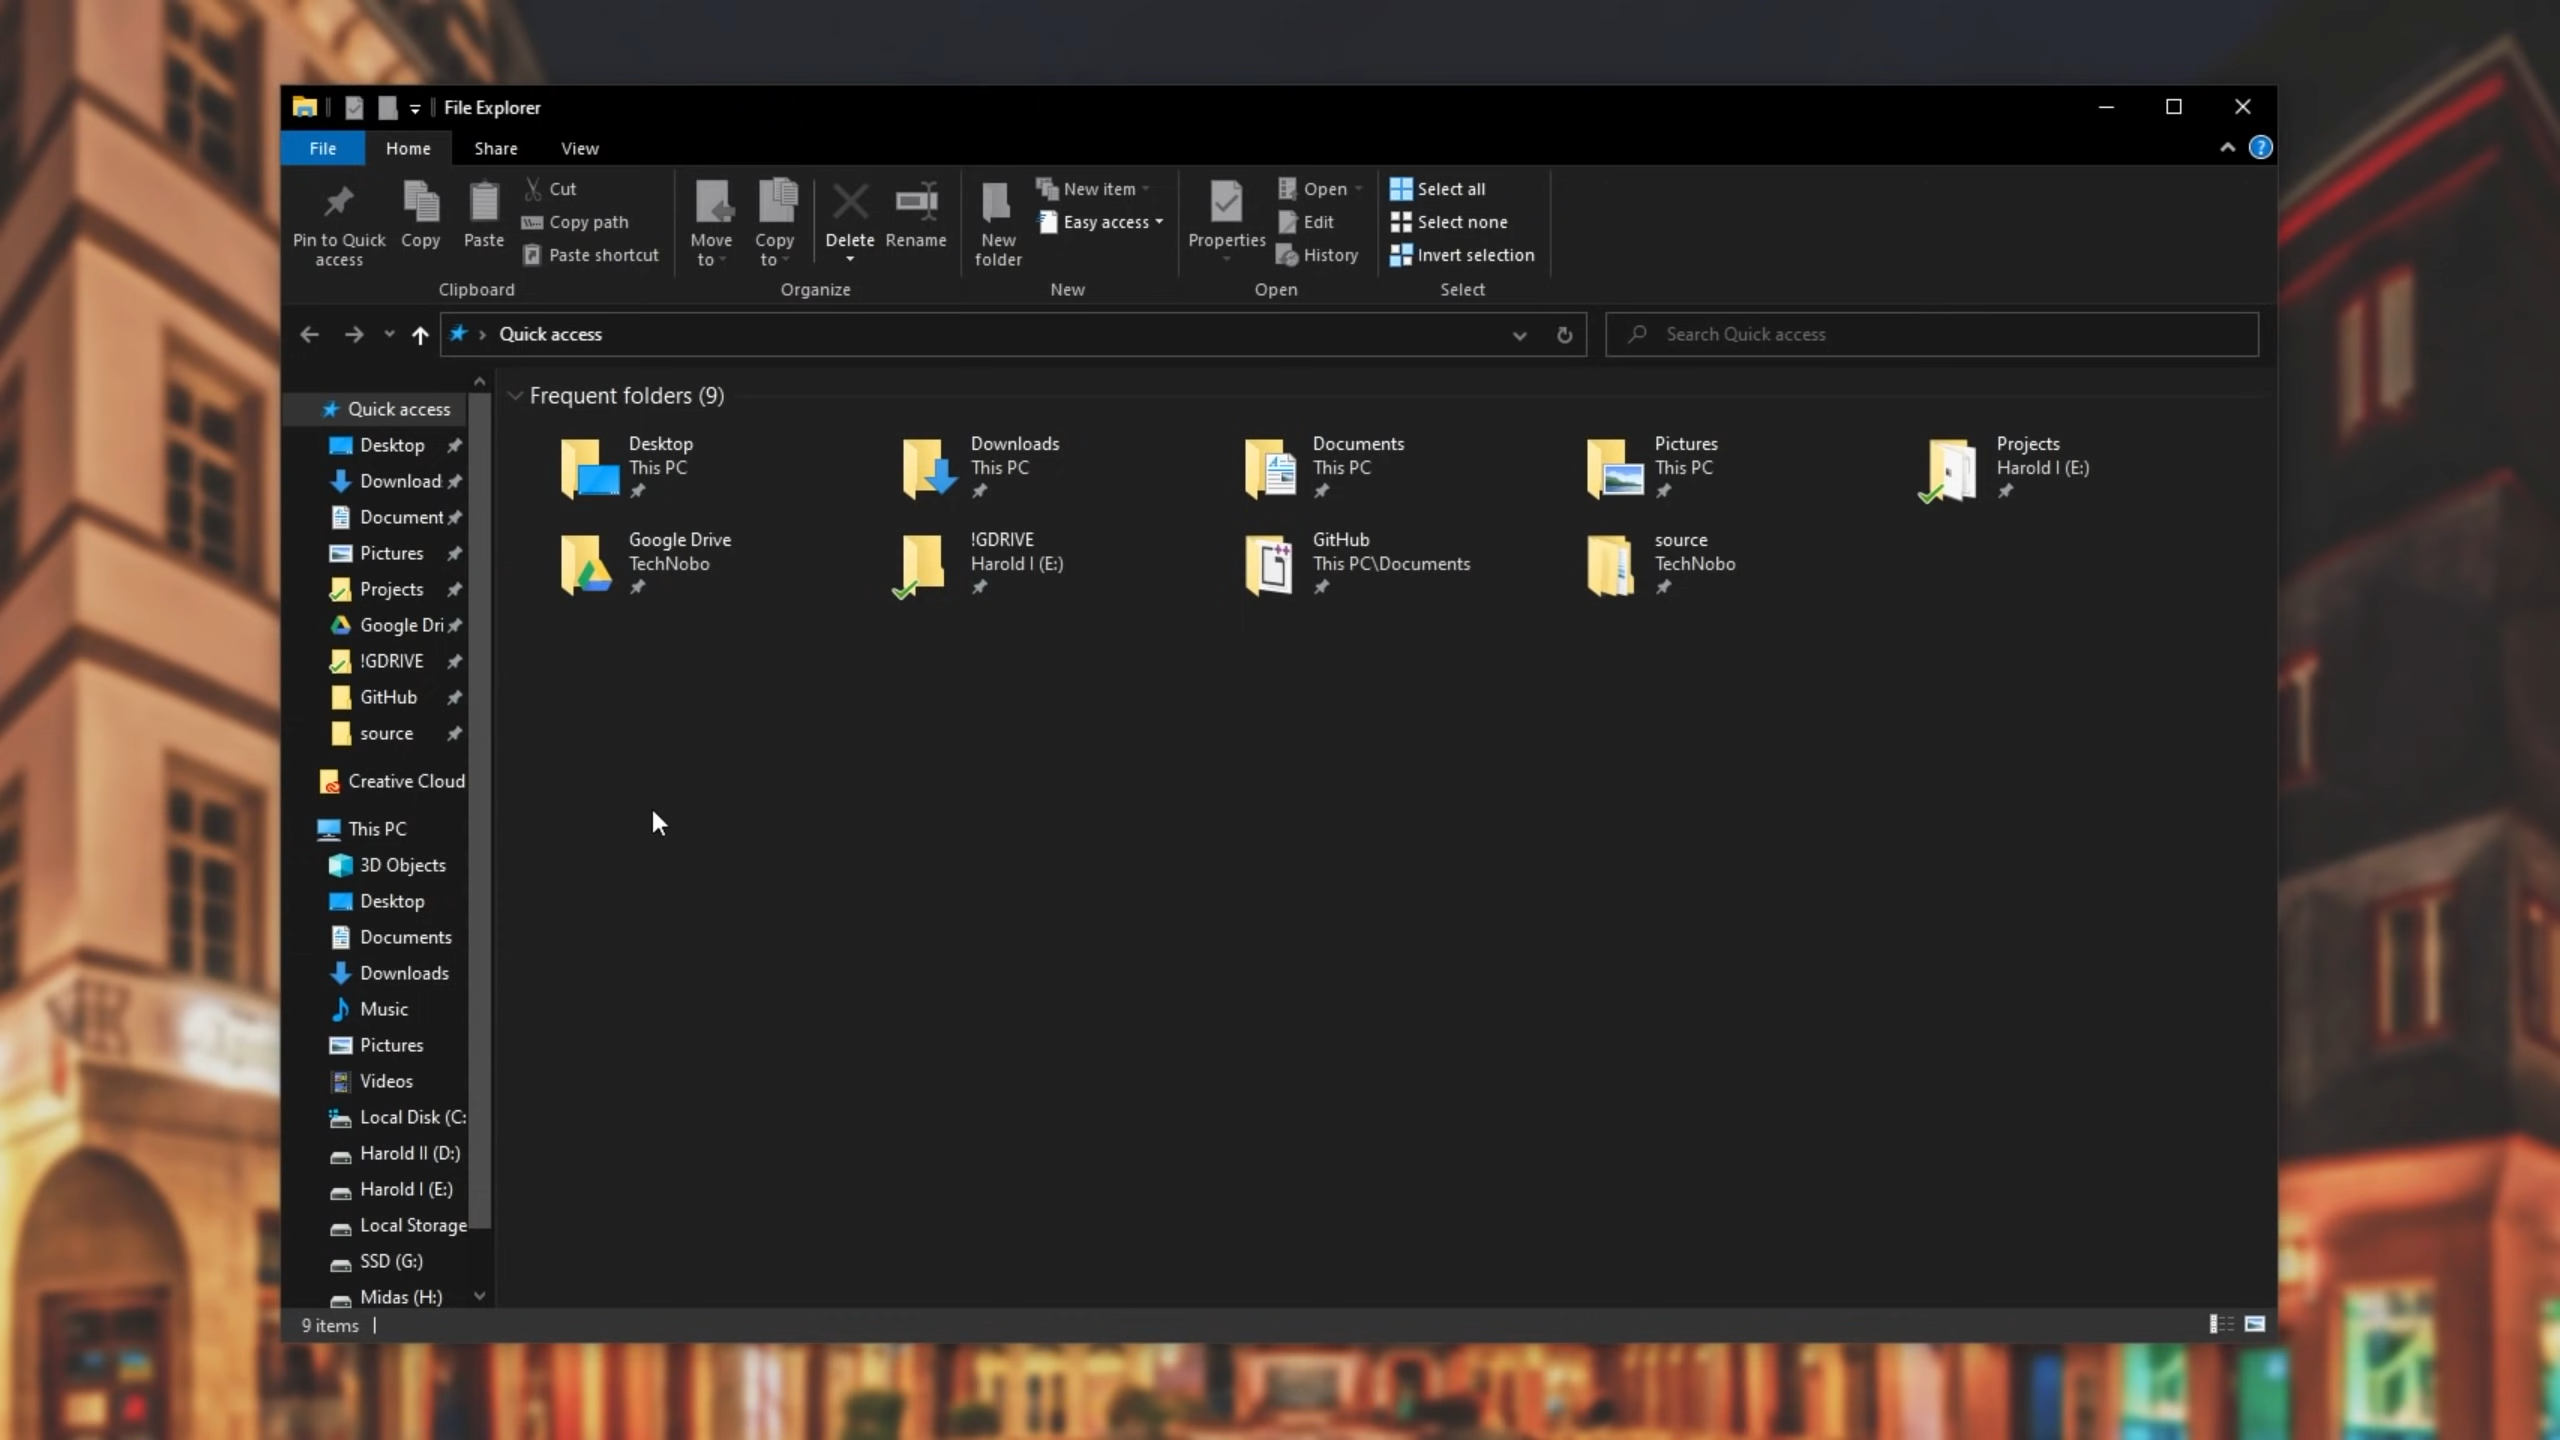 File Explorer
File Home Share View
Pin to Quick access
Copy
Paste
Cut
Copy path
Paste shortcut
Clipboard
Move to
Copy to
Delete
Rename
Organize
New folder
New item
Easy access
New
Properties
Open
Edit
History
Open
Select all
Select none
Invert selection
Select
Quick access
Search Quick access
Quick access
Desktop
Download
Document
Pictures
Projects
Google Dri
!GDRIVE
GitHub
source
Creative Cloud
This PC
3D Objects
Desktop
Documents
Downloads
Music
Pictures
Videos
Local Disk (C:
Harold II (D:)
Harold I (E:)
Local Storage
SSD (G:)
Midas (H:)
Frequent folders (9)
Desktop
This PC
Downloads
This PC
Documents
This PC
Pictures
This PC
Projects
Harold I (E:)
Google Drive
TechNobo
!GDRIVE
Harold I (E:)
GitHub
This PC\Documents
source
TechNobo
9 items